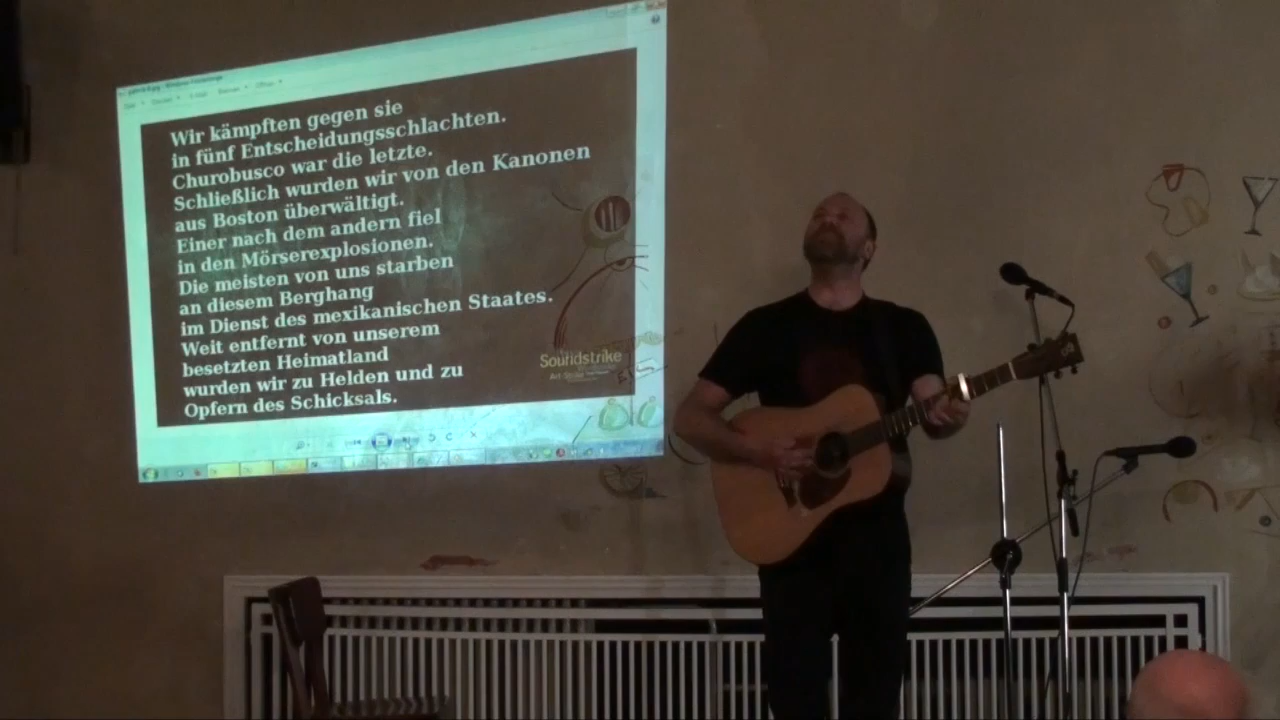 Wir kämpften gegen sie
in fünf Entscheidungsschlachten.
Churobusco war die letzte.
Schließlich wurden wir von den Kanonen
aus Boston überwältigt.
Einer nach dem andern fiel
in den Mörserexplosionen.
Die meisten von uns starben
an diesem Berghang
im Dienst des mexikanischen Staates.
Weit entfernt von unserem
besetzten Heimatland
wurden wir zu Helden und zu
Opfern des Schicksals.
Soundstrike